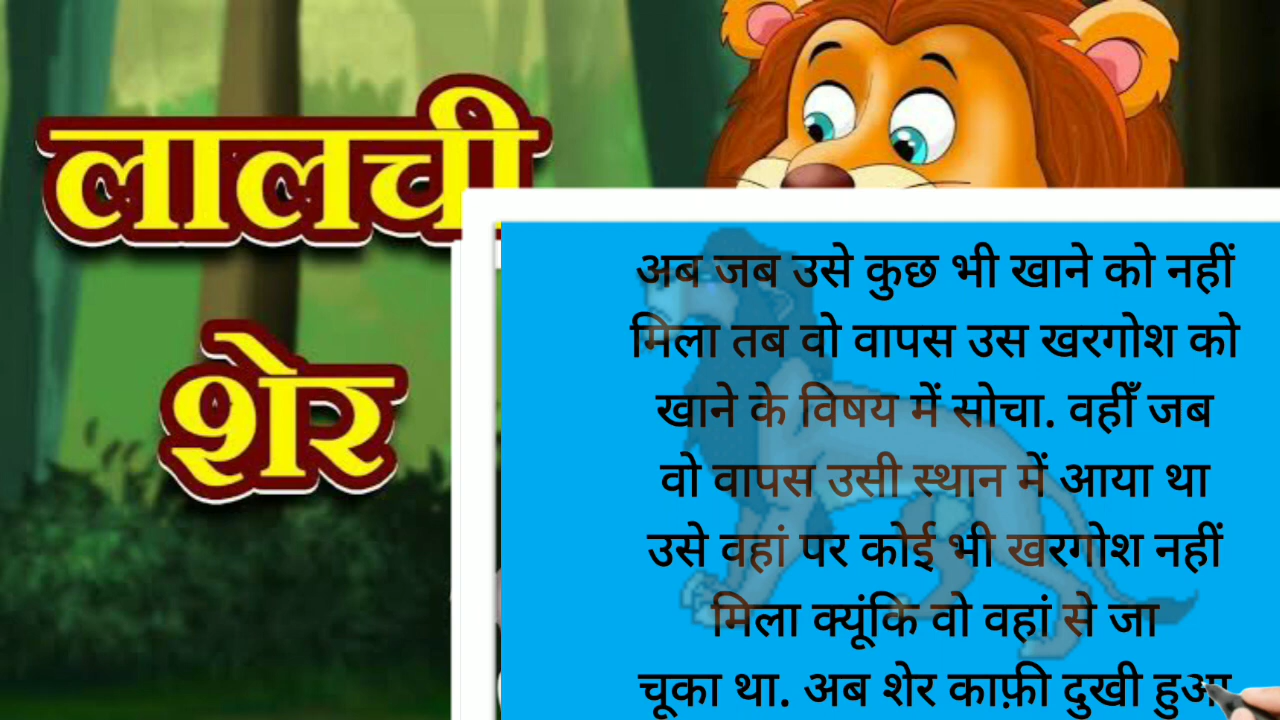 लालची
शेर
अब जब उसे कुछ भी खाने को नहीं
मिला तब वो वापस उस खरगोश को
खाने के विषय में सोचा. वहीँ जब
वो वापस उसी स्थान में आया था
उसे वहां पर कोई भी खरगोश नहीं
मिला क्यूंकि वो वहां से जा
चूका था. अब शेर काफ़ी दुखी हुआ